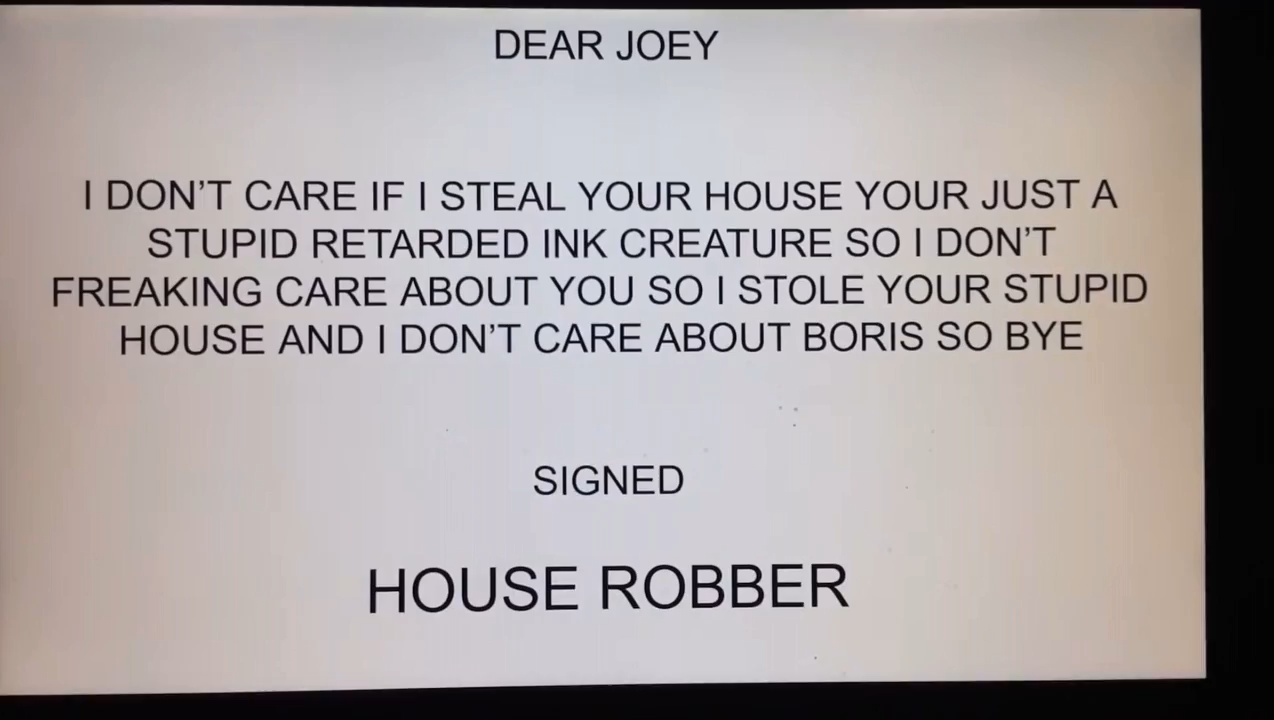 DEAR JOEY
I DON'T CARE IF I STEAL YOUR HOUSE YOUR JUST A
STUPID RETARDED INK CREATURE SO I DON'T
FREAKING CARE ABOUT YOU SO I STOLE YOUR STUPID
HOUSE AND I DON'T CARE ABOUT BORIS SO BYE
SIGNED
HOUSE ROBBER